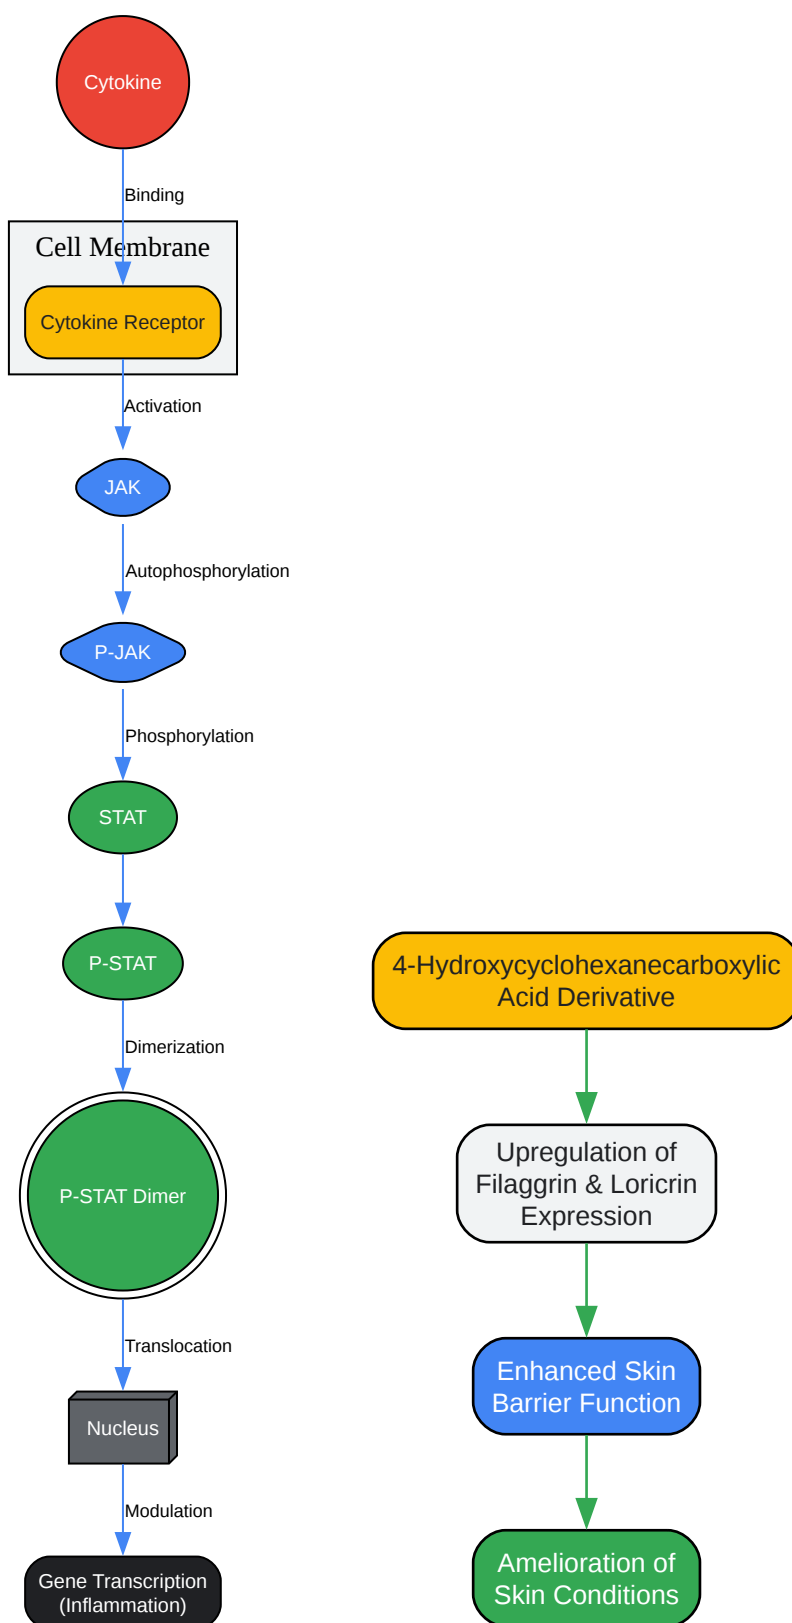 Cytokine
Binding
Cell Membrane
Cytokine Receptor
Activation
JAK
Autophosphorylation
P-JAK
Phosphorylation
STAT
P-STAT
Dimerization
P-STAT Dimer
Translocation
Nucleus
Modulation
Gene Transcription
(Inflammation)
4-Hydroxycyclohexanecarboxylic
Acid Derivative
Upregulation of
Filaggrin & Loricrin
Expression
Enhanced Skin
Barrier Function
Amelioration of
Skin Conditions